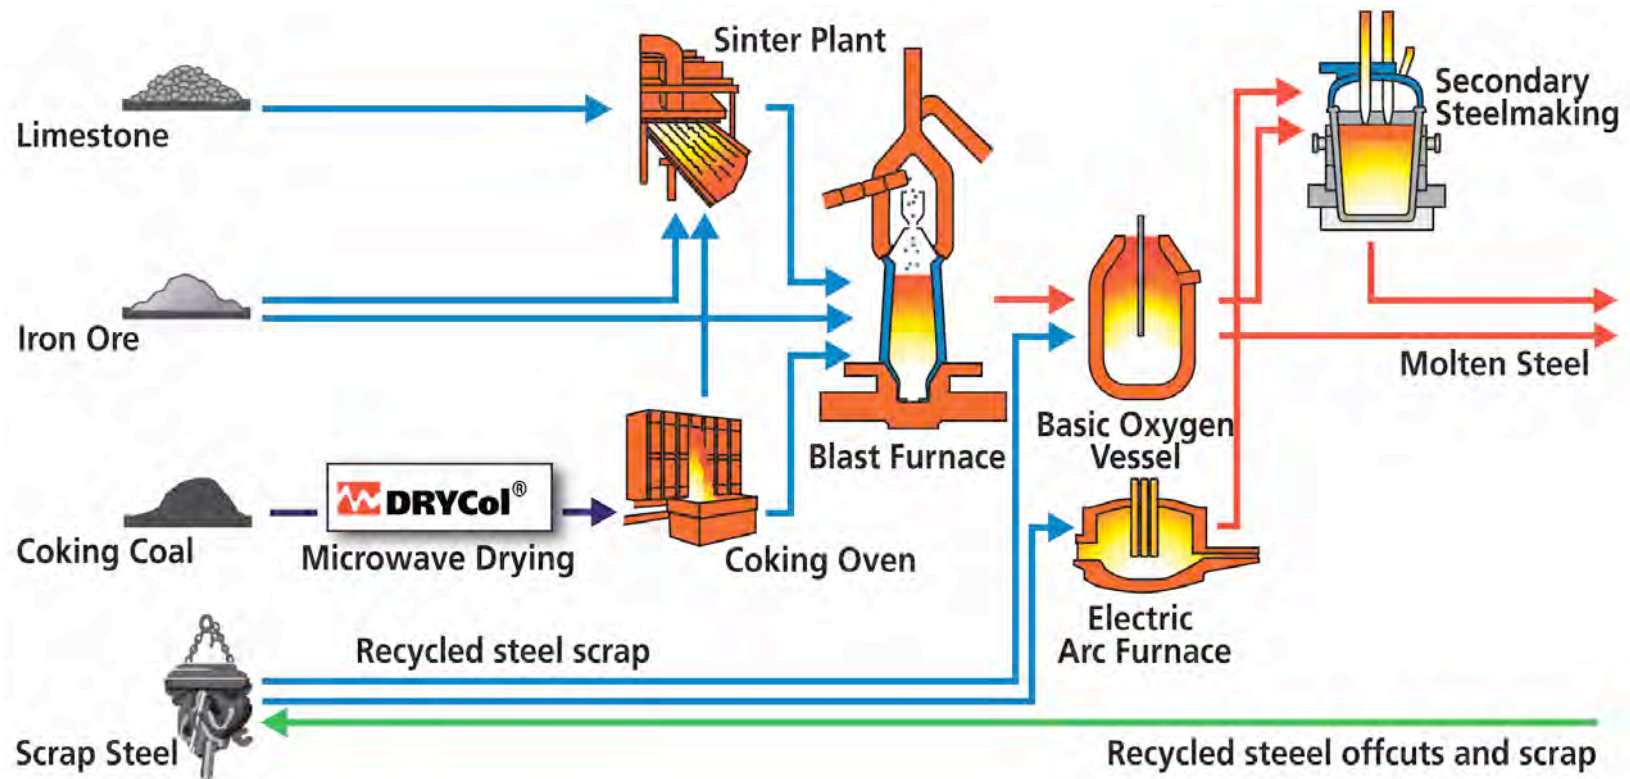 Sinter Plant
Limestone
Secondary
Steelmaking
Iron Ore
Molten Steel
Basic Oxygen
Vessel
Blast Furnace
DRYCol®
Coking Coal
Microwave Drying
Coking Oven
Electric
Arc Furnace
Recycled steel scrap
Scrap Steel
Recycled steeel offcuts and scrap